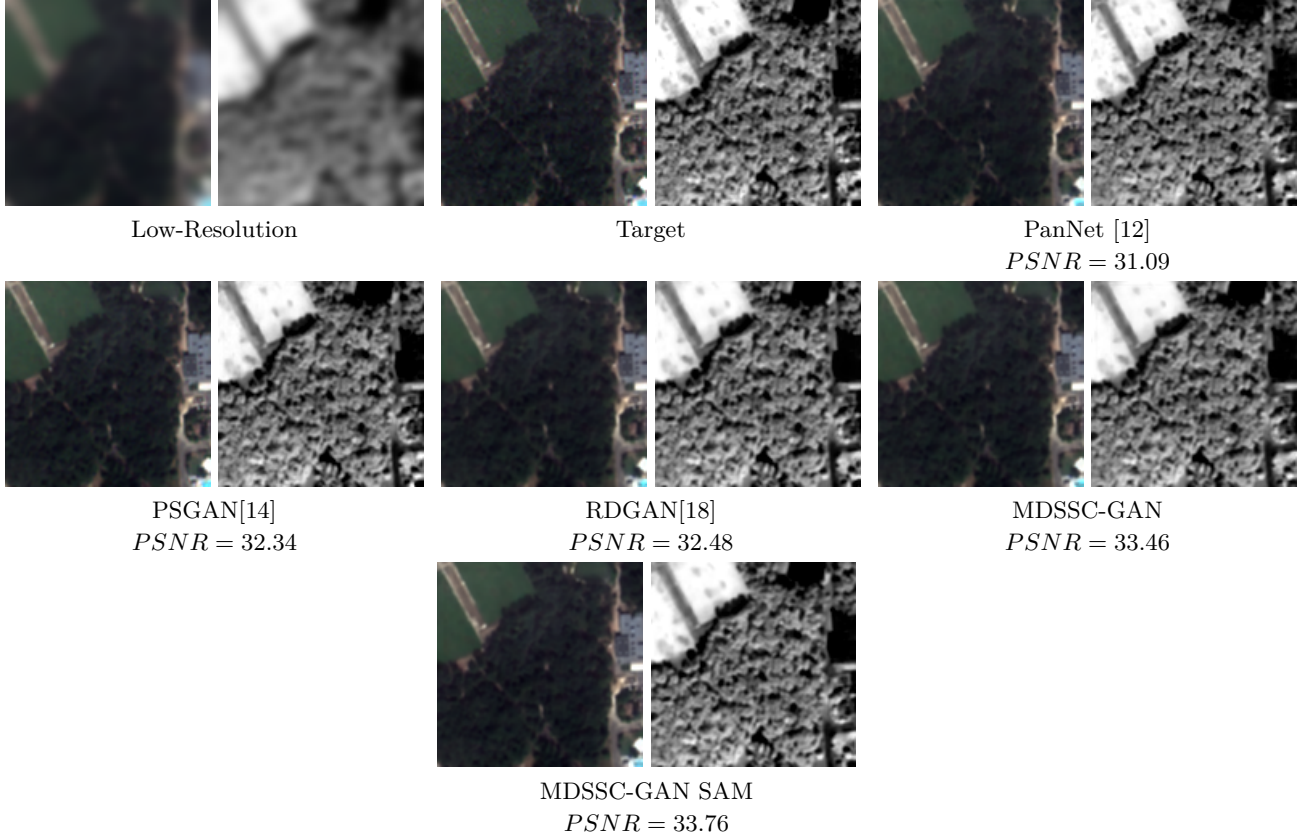 Low-Resolution
Target
PanNet [12]
PSNR = 31.09
PSGAN[14]
PSNR = 32.34
RDGAN[18]
PSNR = 32.48
MDSSC-GAN
PSNR = 33.46
MDSSC-GAN SAM
PSNR = 33.76